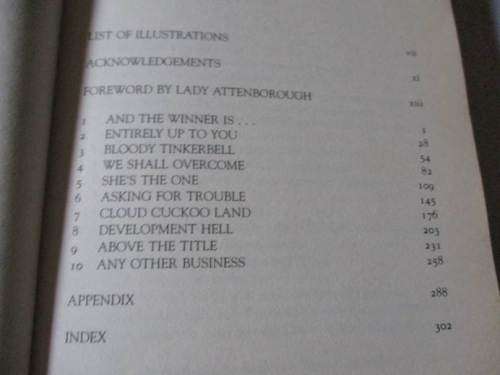 LIST OF ILLUSTRATIONS vii
ACKNOWLEDGEMENTS xi
FOREWORD BY LADY ATTENBOROUGH xiii
1 AND THE WINNER IS . . . 1
2 ENTIRELY UP TO YOU 28
3 BLOODY TINKERBELL 54
4 WE SHALL OVERCOME 82
5 SHE'S THE ONE 109
6 ASKING FOR TROUBLE 145
7 CLOUD CUCKOO LAND 176
8 DEVELOPMENT HELL 203
9 ABOVE THE TITLE 231
10 ANY OTHER BUSINESS 258
APPENDIX 288
INDEX 302